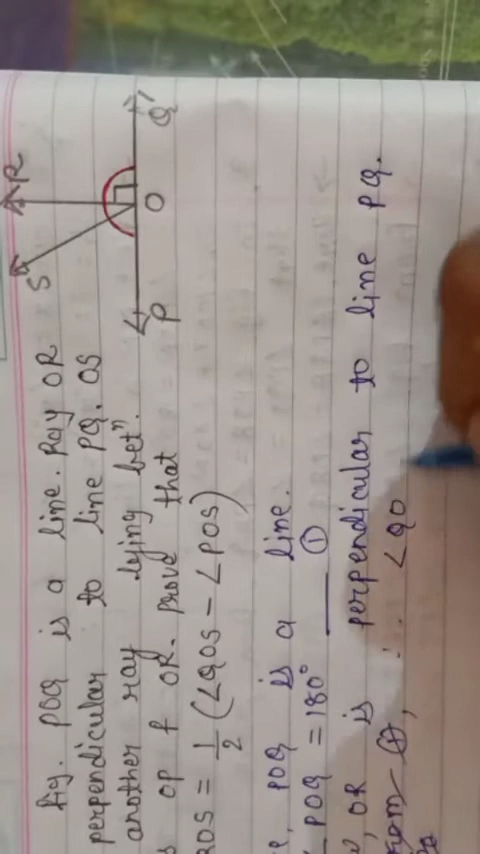 fig. POQ is a line. Ray OR
perpendicular to line PQ. OS
another ray lying betⁿ.
OP & OR. prove that
ROS = 1/2 (∠QOS - ∠POS)
S
R
P
O
Q
POQ is a line.
POQ = 180° ——— ①
OR is perpendicular to line PQ.
∴ ∠QO